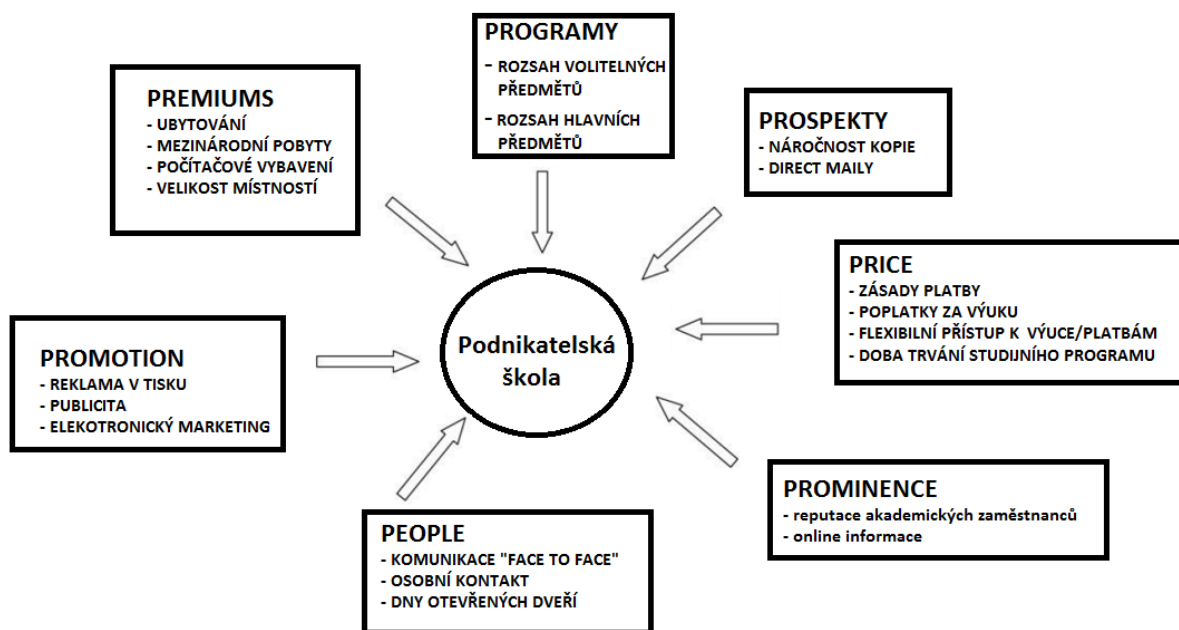 PROGRAMY
- ROZSAH VOLITELNÝCH
PŘEDMĚTŮ
- ROZSAH HLAVNÍCH
PŘEDMĚTŮ
PREMIUMS
- UBYTOVÁNÍ
- MEZINÁRODNÍ POBYTY
- POČÍTAČOVÉ VYBAVENÍ
- VELIKOST MÍSTNOSTÍ
PROSPEKTY
- NÁROČNOST KOPIE
- DIRECT MAILY
PRICE
- ZÁSADY PLATBY
- POPLATKY ZA VÝUKU
- FLEXIBILNÍ PŘÍSTUP K VÝUCE/PLATBÁM
- DOBA TRVÁNÍ STUDIJNÍHO PROGRAMU
Podnikatelská
škola
PROMOTION
- REKLAMA V TISKU
- PUBLICITA
- ELEKOTRONICKÝ MARKETING
PROMINENCE
- reputace akademických zaměstnanců
- online informace
PEOPLE
- KOMUNIKACE "FACE TO FACE"
- OSOBNÍ KONTAKT
- DNY OTEVŘENÝCH DVEŘÍ